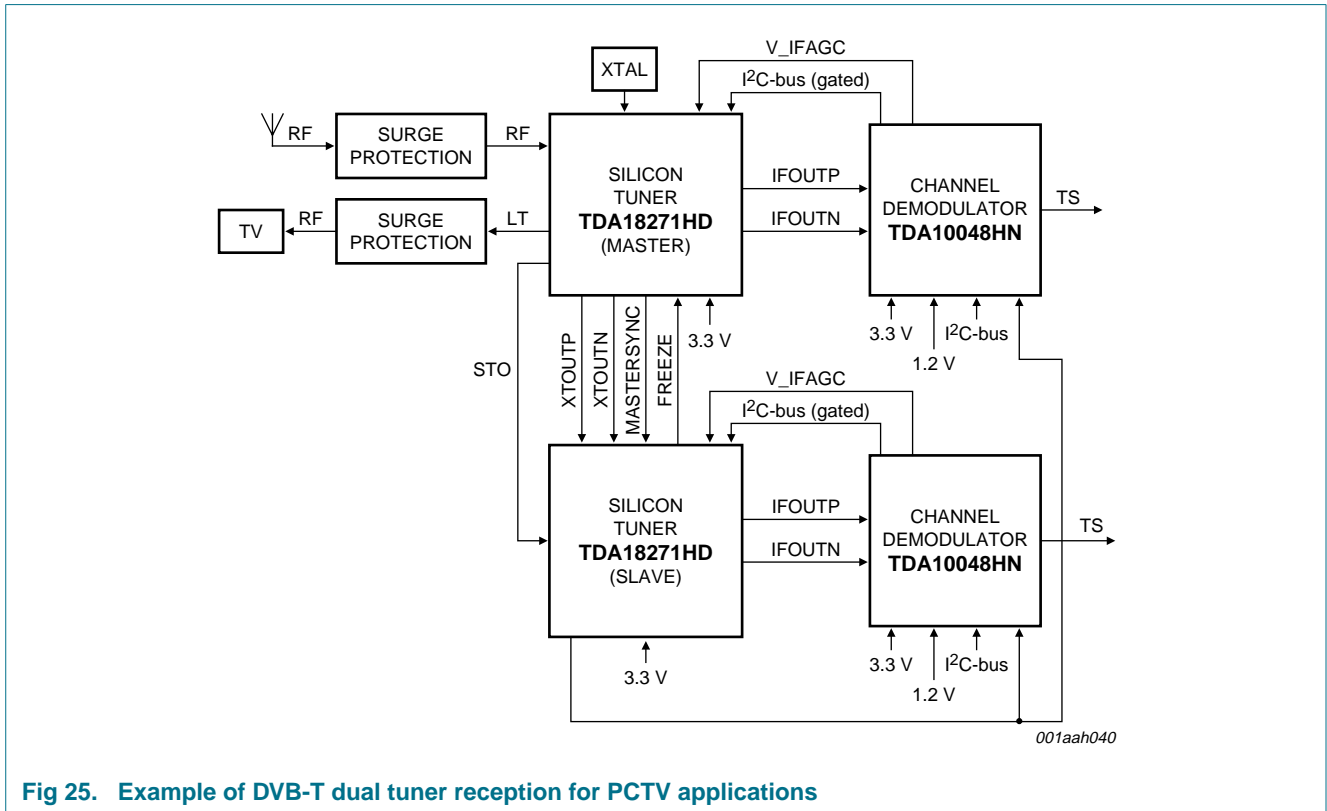 XTAL
V_IFAGC
I²C-bus (gated)
RF
SURGE
PROTECTION
RF
SILICON
TUNER
TDA18271HD
(MASTER)
IFOUTP
IFOUTN
CHANNEL
DEMODULATOR
TDA10048HN
TS
TV
RF
SURGE
PROTECTION
LT
STO
XTOUTP
XTOUTN
MASTERSYNC
FREEZE
3.3 V
3.3 V
1.2 V
I²C-bus
V_IFAGC
I²C-bus (gated)
SILICON
TUNER
TDA18271HD
(SLAVE)
IFOUTP
IFOUTN
CHANNEL
DEMODULATOR
TDA10048HN
TS
3.3 V
3.3 V
1.2 V
I²C-bus
001aah040
Fig 25. Example of DVB-T dual tuner reception for PCTV applications